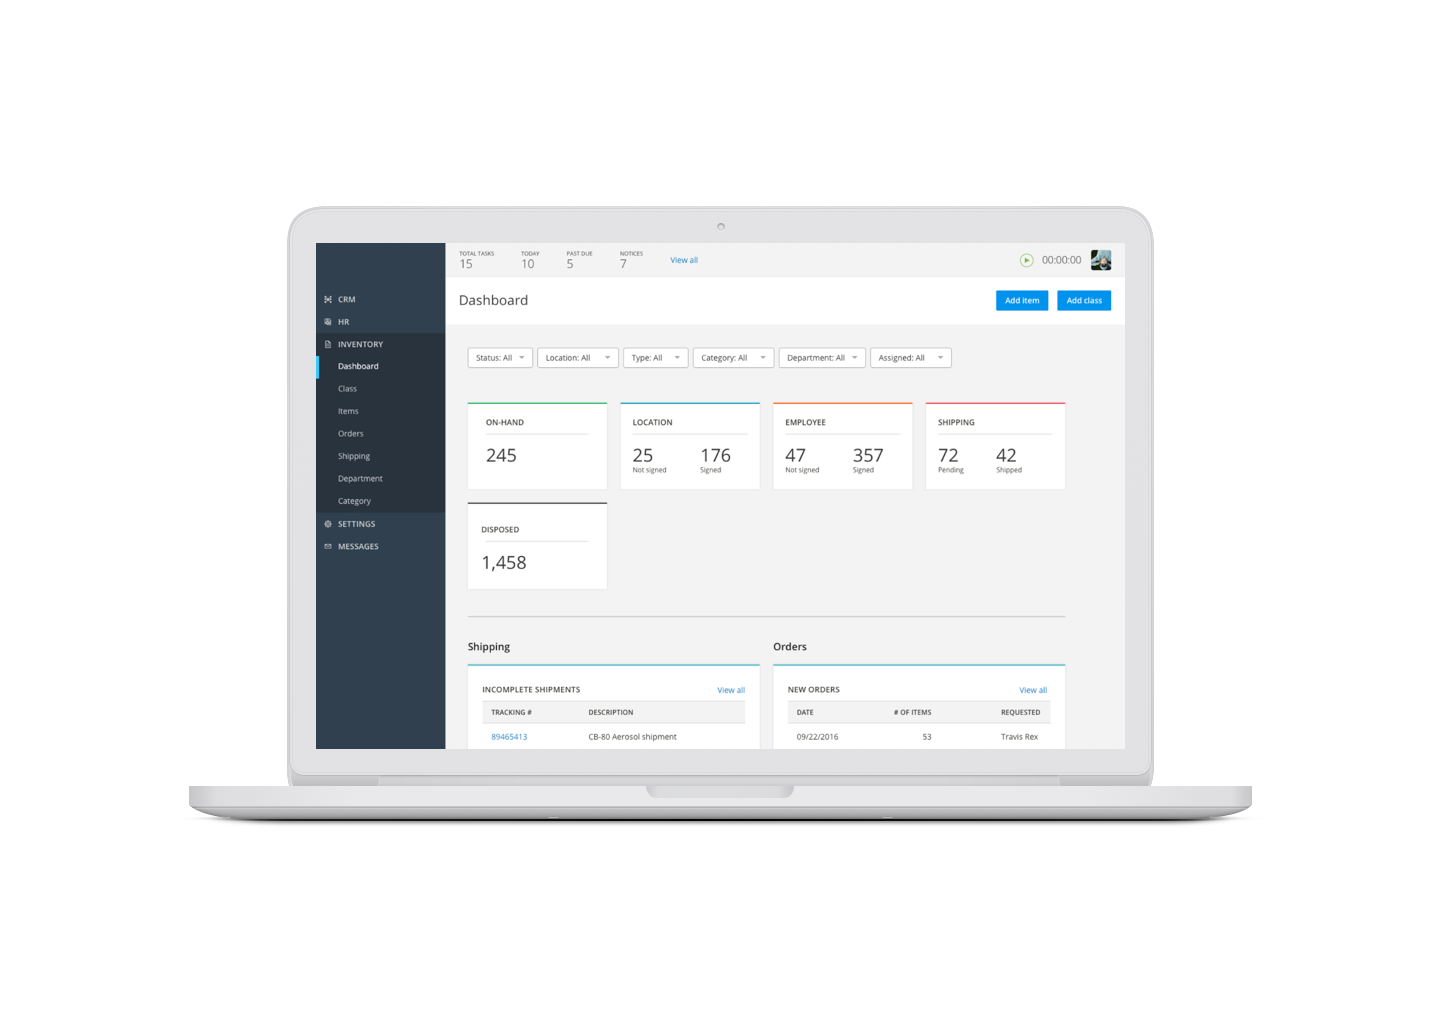 TOTAL TASKS TODAY PAST DUE NOTICES
15 10 5 7 View all 00:00:00
Dashboard Add item Add class
CRM
HR
INVENTORY
Dashboard
Class
Items
Orders
Shipping
Department
Category
SETTINGS
MESSAGES
Status: All Location: All Type: All Category: All Department: All Assigned: All
ON-HAND LOCATION EMPLOYEE SHIPPING
245 25 176 47 357 72 42
Not signed Signed Not signed Signed Pending Shipped
DISPOSED
1,458
Shipping Orders
INCOMPLETE SHIPMENTS View all NEW ORDERS View all
TRACKING # DESCRIPTION DATE # OF ITEMS REQUESTED
89465413 CB-80 Aerosol shipment 09/22/2016 53 Travis Rex